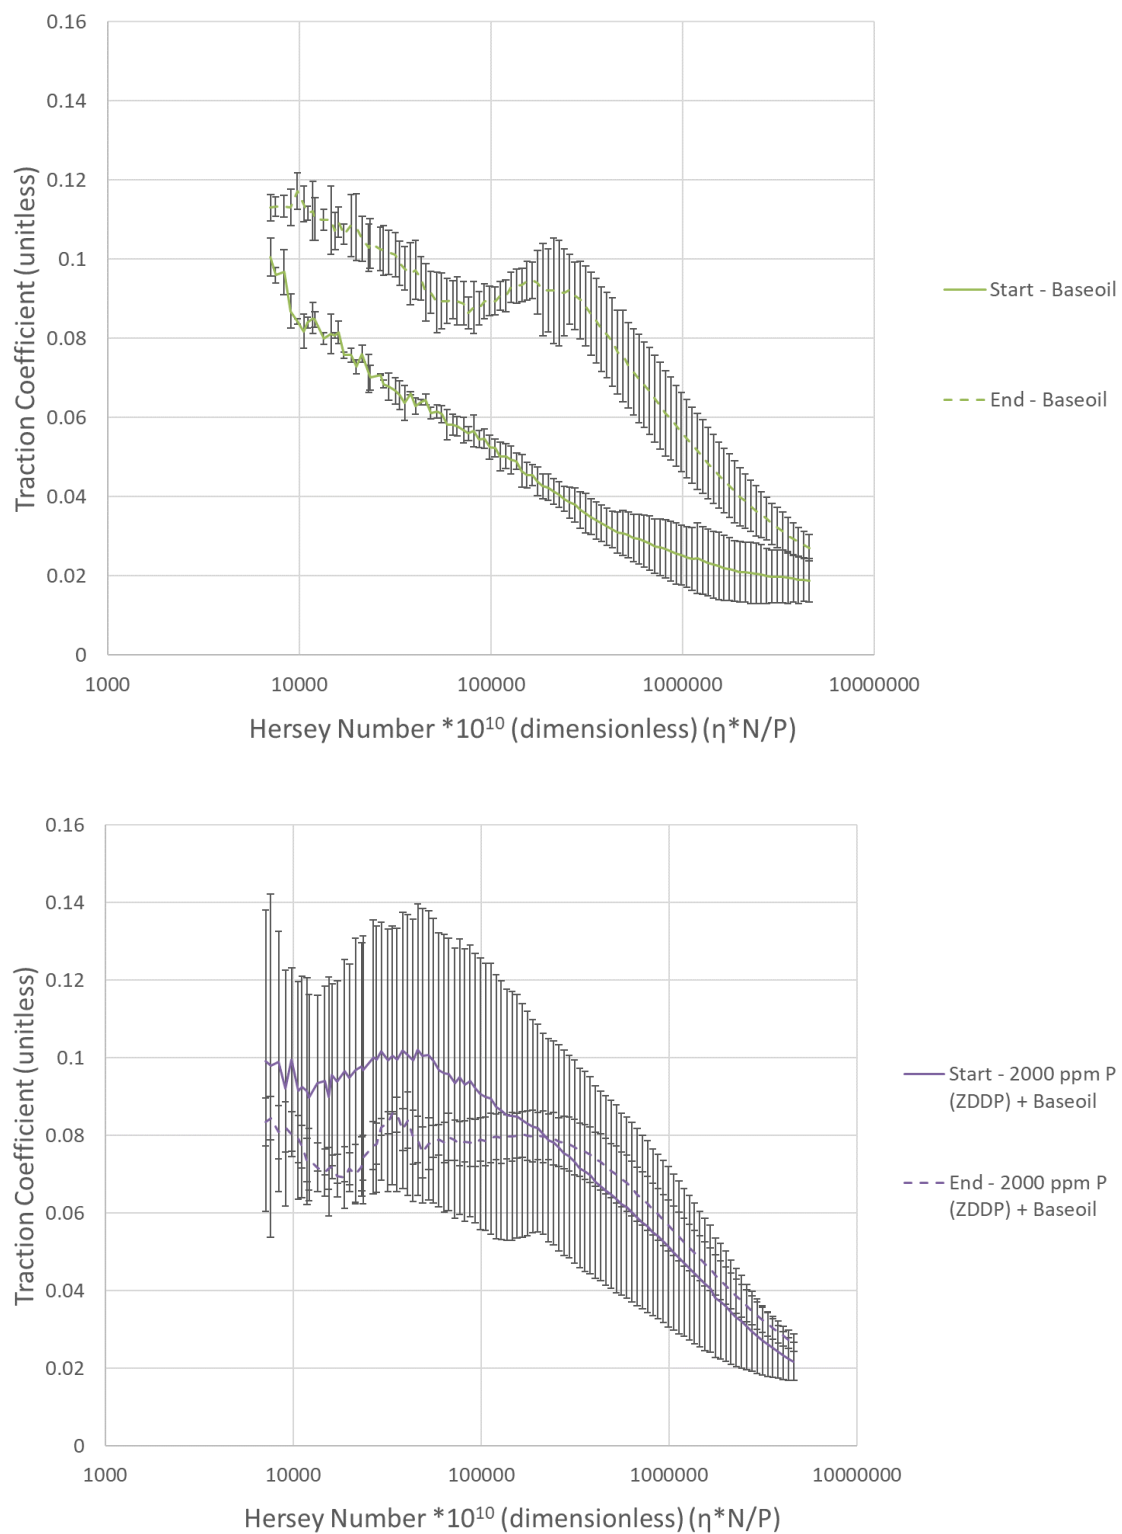 0.16
0.14
0.12
0.1
0.08
0.06
0.04
0.02
0
Traction Coefficient (unitless)
1000 10000 100000 1000000 10000000
Hersey Number *10¹⁰ (dimensionless) (η*N/P)
Start - Baseoil
End - Baseoil
0.16
0.14
0.12
0.1
0.08
0.06
0.04
0.02
0
Traction Coefficient (unitless)
1000 10000 100000 1000000 10000000
Hersey Number *10¹⁰ (dimensionless) (η*N/P)
Start - 2000 ppm P
(ZDDP) + Baseoil
End - 2000 ppm P
(ZDDP) + Baseoil